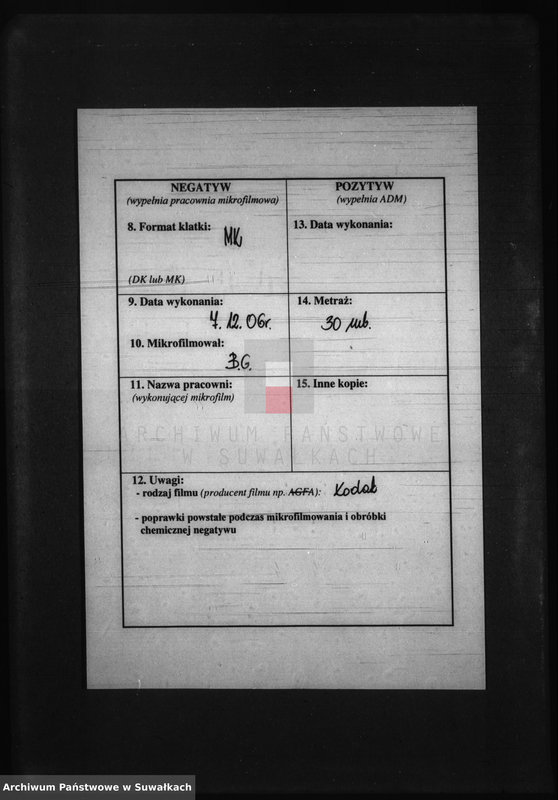 NEGATYW
(wypełnia pracownia mikrofilmowa)
POZYTYW
(wypełnia ADM)
8. Format klatki:
MK
(DK lub MK)
13. Data wykonania:
9. Data wykonania:
7. 12. 06r.
10. Mikrofilmował:
B.G.
14. Metraż:
30 mb.
11. Nazwa pracowni:
(wykonującej mikrofilm)
15. Inne kopie:
ARCHIWUM PAŃSTWOWE
W SUWAŁKACH
12. Uwagi:
- rodzaj filmu (producent filmu np. AGFA): Kodak
- poprawki powstałe podczas mikrofilmowania i obróbki
chemicznej negatywu
Archiwum Państwowe w Suwałkach